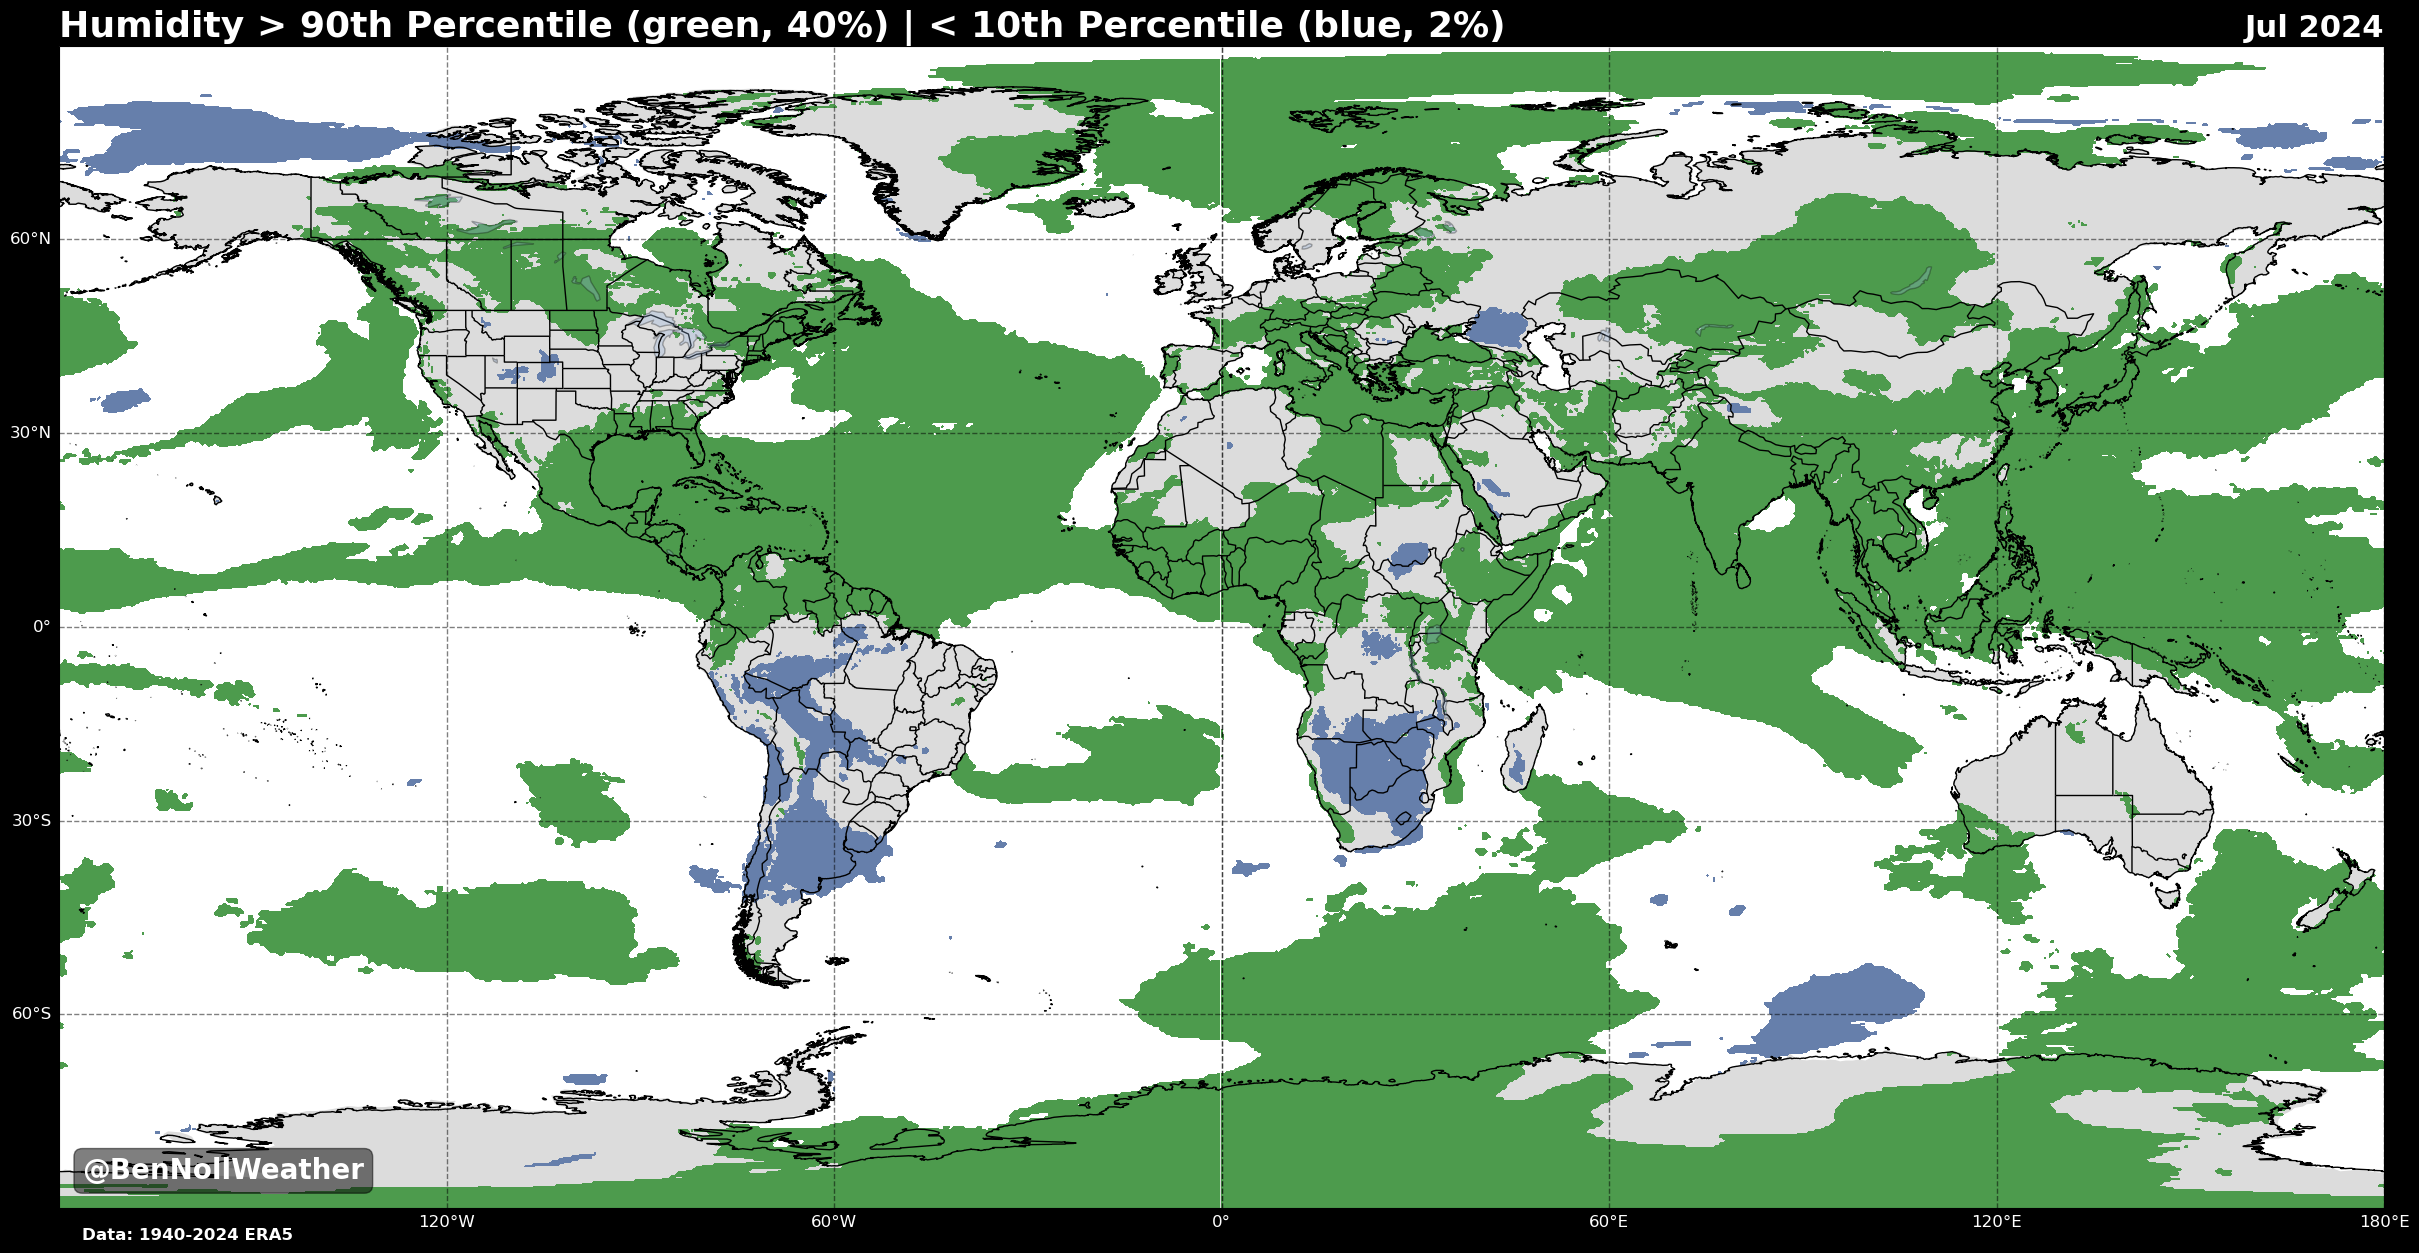 Humidity > 90th Percentile (green, 40%) | < 10th Percentile (blue, 2%)
Jul 2024
60°N
30°N
0°
30°S
60°S
@BenNollWeather
120°W
60°W
0°
60°E
120°E
180°E
Data: 1940-2024 ERA5